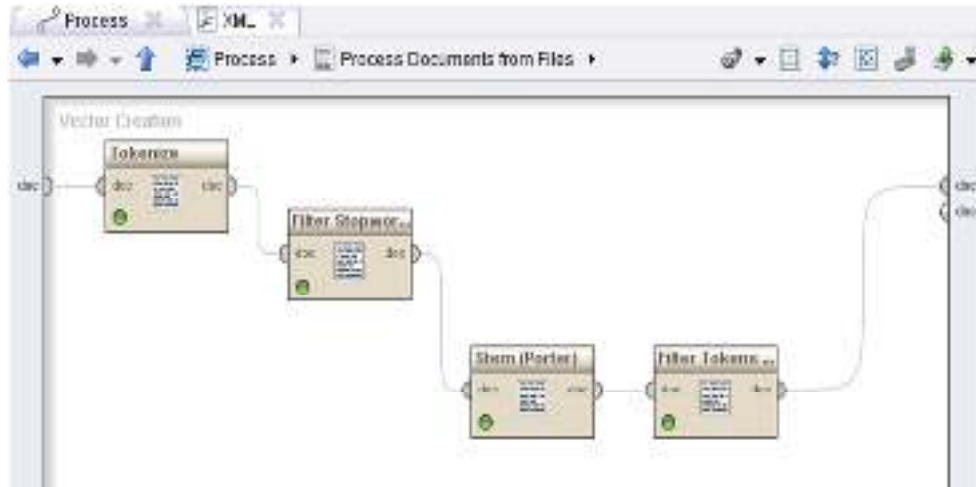 Process XML
Process Process Documents from Files
Vector Creation
Tokenize
doc doc doc doc
doc
Filter Stopwor...
doc doc
Stem (Porter) Filter Tokens ...
doc doc doc doc